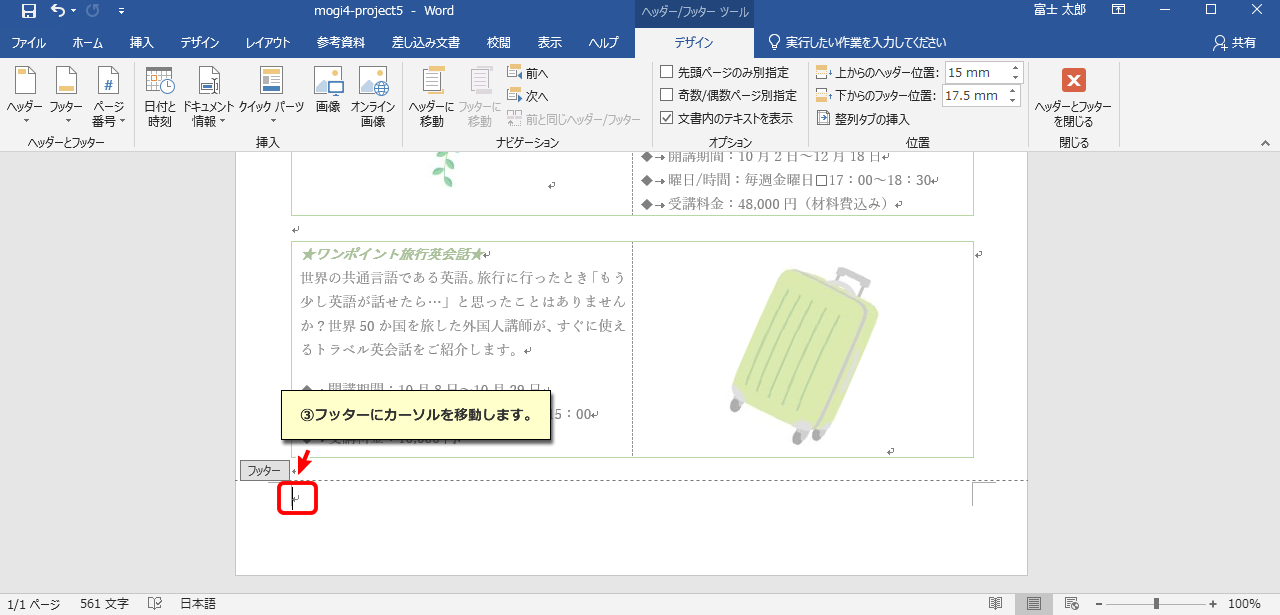 mogi4-project5 - Word
ヘッダー/フッター ツール
富士 太郎
ファイル ホーム 挿入 デザイン レイアウト 参考資料 差し込み文書 校閲 表示 ヘルプ デザイン 実行したい作業を入力してください 共有
ヘッダー フッター ページ番号
ヘッダーとフッター
日付と時刻 ドキュメント情報 クイック パーツ 画像 オンライン画像
挿入
ヘッダーに移動 フッターに移動 前へ 次へ 前と同じヘッダー/フッター
ナビゲーション
先頭ページのみ別指定
奇数/偶数ページ別指定
文書内のテキストを表示
オプション
上からのヘッダー位置: 15 mm
下からのフッター位置: 17.5 mm
整列タブの挿入
位置
ヘッダーとフッターを閉じる
閉じる
◆→開講期間：10月2日～12月18日↵
◆→曜日/時間：毎週金曜日□17：00～18：30↵
◆→受講料金：48,000円（材料費込み）↵
★ワンポイント旅行英会話★↵
世界の共通言語である英語。旅行に行ったとき「もう
少し英語が話せたら…」と思ったことはありません
か？世界50か国を旅した外国人講師が、すぐに使え
るトラベル英会話をご紹介します。↵
◆→開講期間：10月8日～10月29日↵
5：00↵
③フッターにカーソルを移動します。
フッター
1/1 ページ 561 文字 日本語 100%